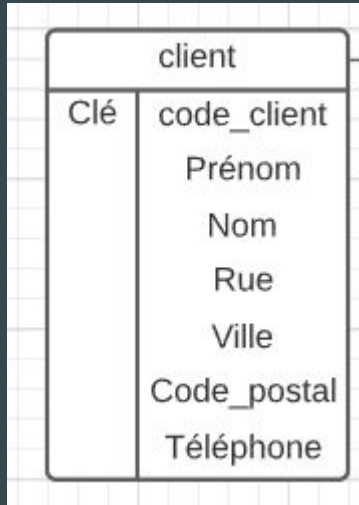 client
Clé code_client
Prénom
Nom
Rue
Ville
Code_postal
Téléphone